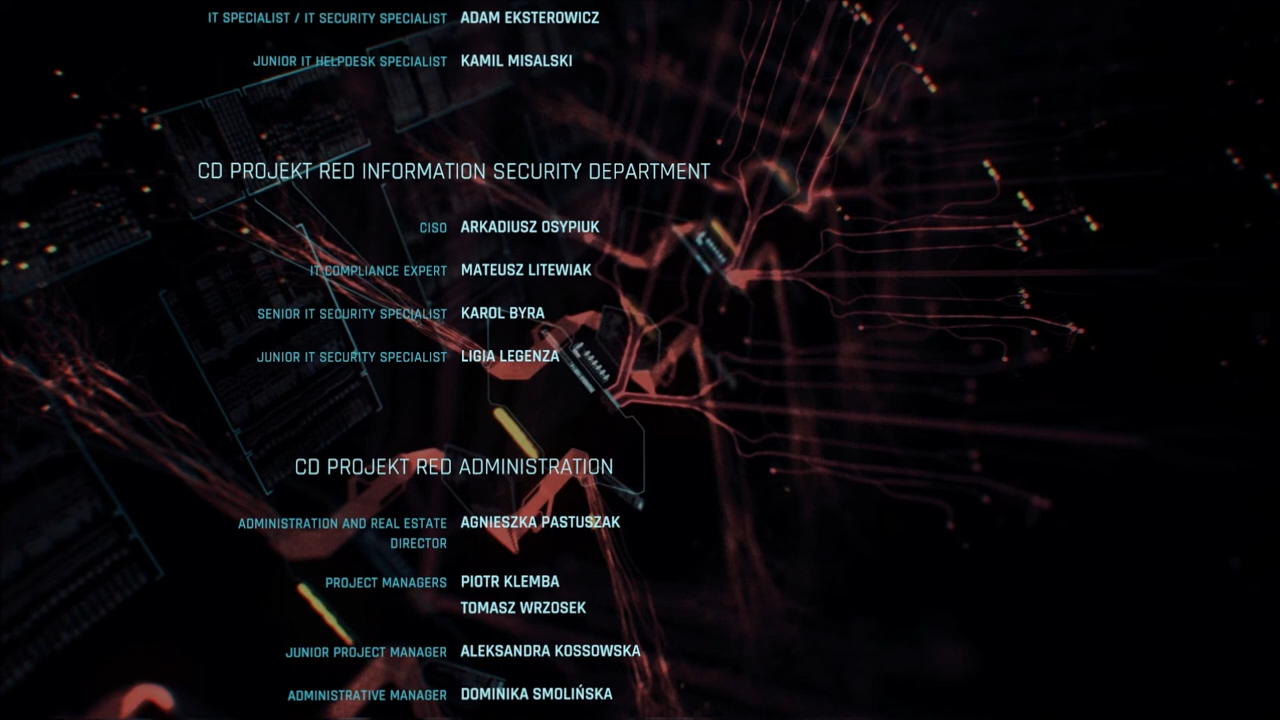 IT SPECIALIST / IT SECURITY SPECIALIST ADAM EKSTEROWICZ
JUNIOR IT HELPDESK SPECIALIST KAMIL MISALSKI
CD PROJEKT RED INFORMATION SECURITY DEPARTMENT
CISO ARKADIUSZ OSYPIUK
IT COMPLIANCE EXPERT MATEUSZ LITEWIAK
SENIOR IT SECURITY SPECIALIST KAROL BYRA
JUNIOR IT SECURITY SPECIALIST LIGIA LEGENZA
CD PROJEKT RED ADMINISTRATION
ADMINISTRATION AND REAL ESTATE AGNIESZKA PASTUSZAK
DIRECTOR
PROJECT MANAGERS PIOTR KLEMBA
TOMASZ WRZOSEK
JUNIOR PROJECT MANAGER ALEKSANDRA KOSSOWSKA
ADMINISTRATIVE MANAGER DOMINIKA SMOLIŃSKA